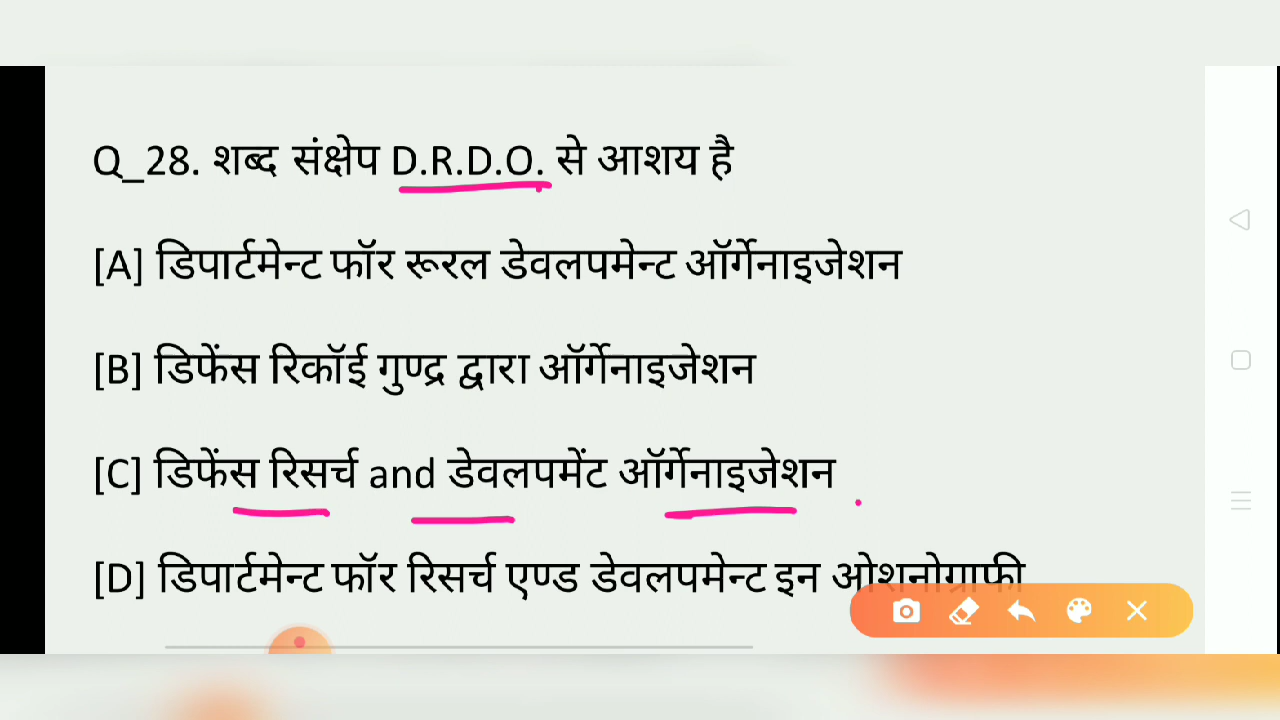 Q_28. शब्द संक्षेप D.R.D.O. से आशय है
[A] डिपार्टमेन्ट फॉर रूरल डेवलपमेन्ट ऑर्गेनाइजेशन
[B] डिफेंस रिकॉई गुण्द्र द्वारा ऑर्गेनाइजेशन
[C] डिफेंस रिसर्च and डेवलपमेंट ऑर्गेनाइजेशन
[D] डिपार्टमेन्ट फॉर रिसर्च एण्ड डेवलपमेन्ट इन ओशनोग्राफी